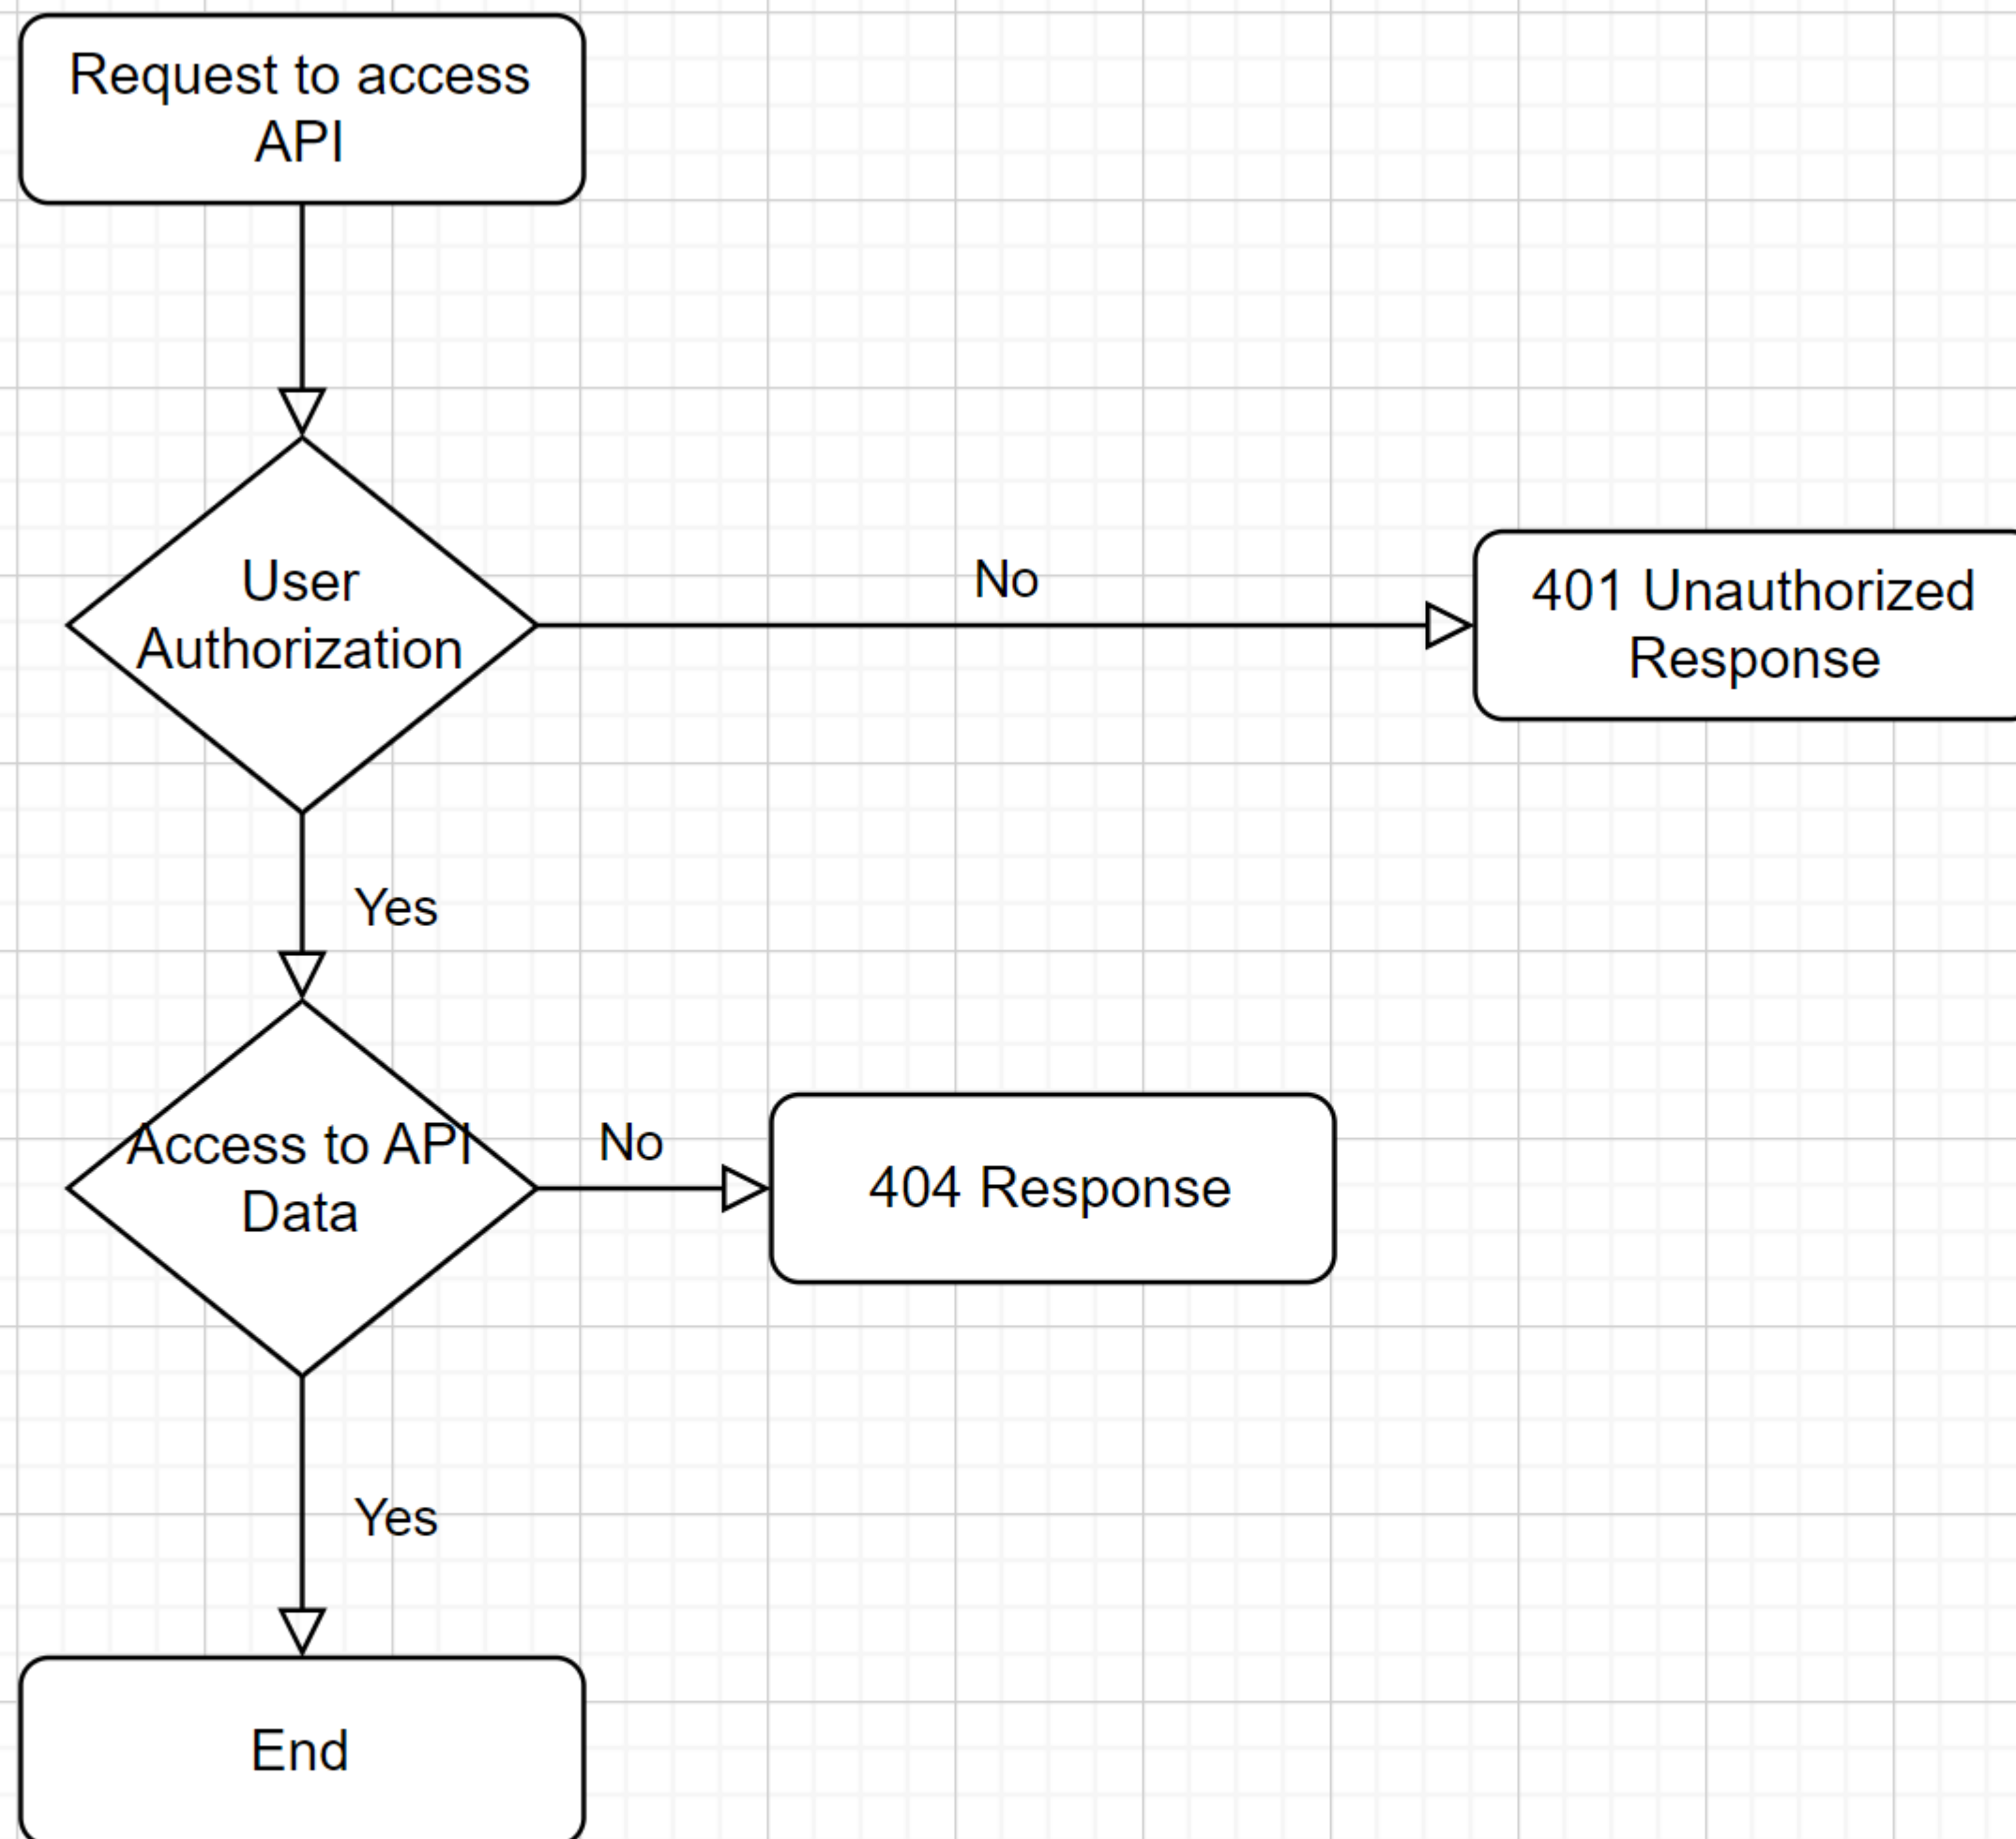 Request to access
API
User
Authorization
No
401 Unauthorized
Response
Yes
Access to API
Data
No
404 Response
Yes
End